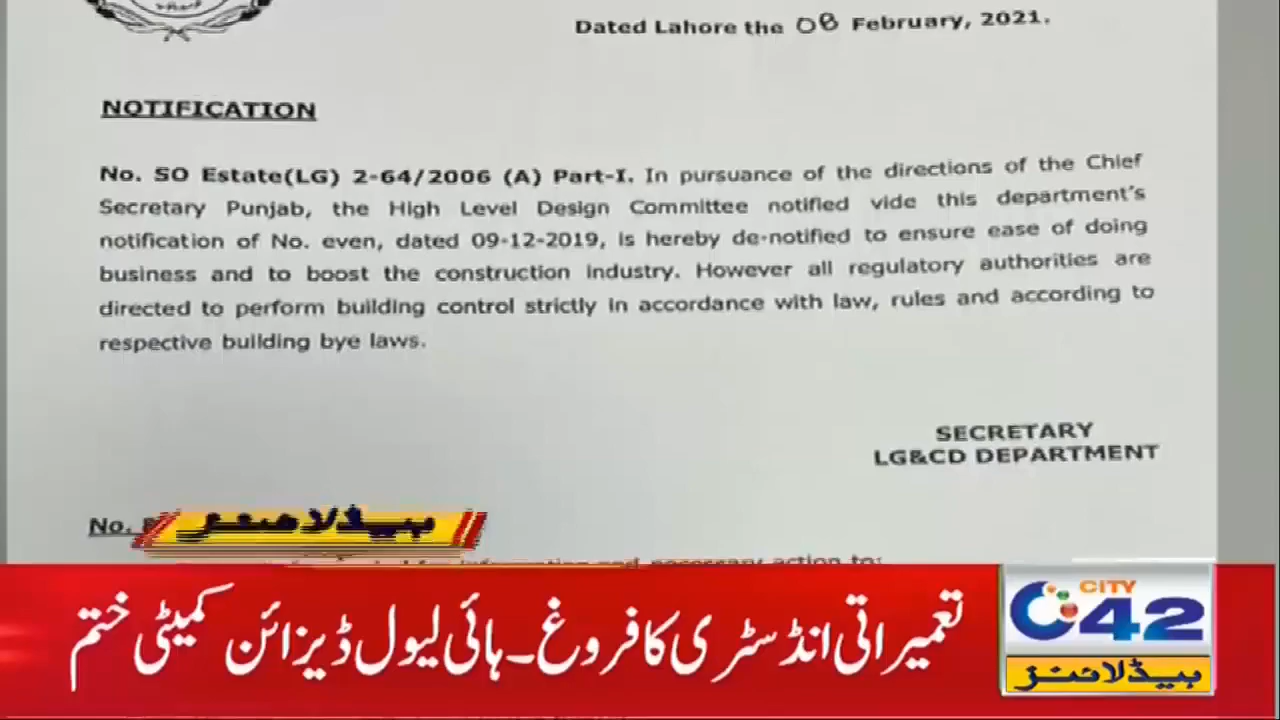 Dated Lahore the 08 February, 2021.
NOTIFICATION
No. SO Estate(LG) 2-64/2006 (A) Part-I. In pursuance of the directions of the Chief
Secretary Punjab, the High Level Design Committee notified vide this department's
notification of No. even, dated 09-12-2019, is hereby de-notified to ensure ease of doing
business and to boost the construction industry. However all regulatory authorities are
directed to perform building control strictly in accordance with law, rules and according to
respective building bye laws.
SECRETARY
LG&CD DEPARTMENT
No.
ہیڈلائنز
information and necessary action to:
تعمیراتی انڈسٹری کا فروغ۔ ہائی لیول ڈیزائن کمیٹی ختم
CITY
42
ہیڈلائنز